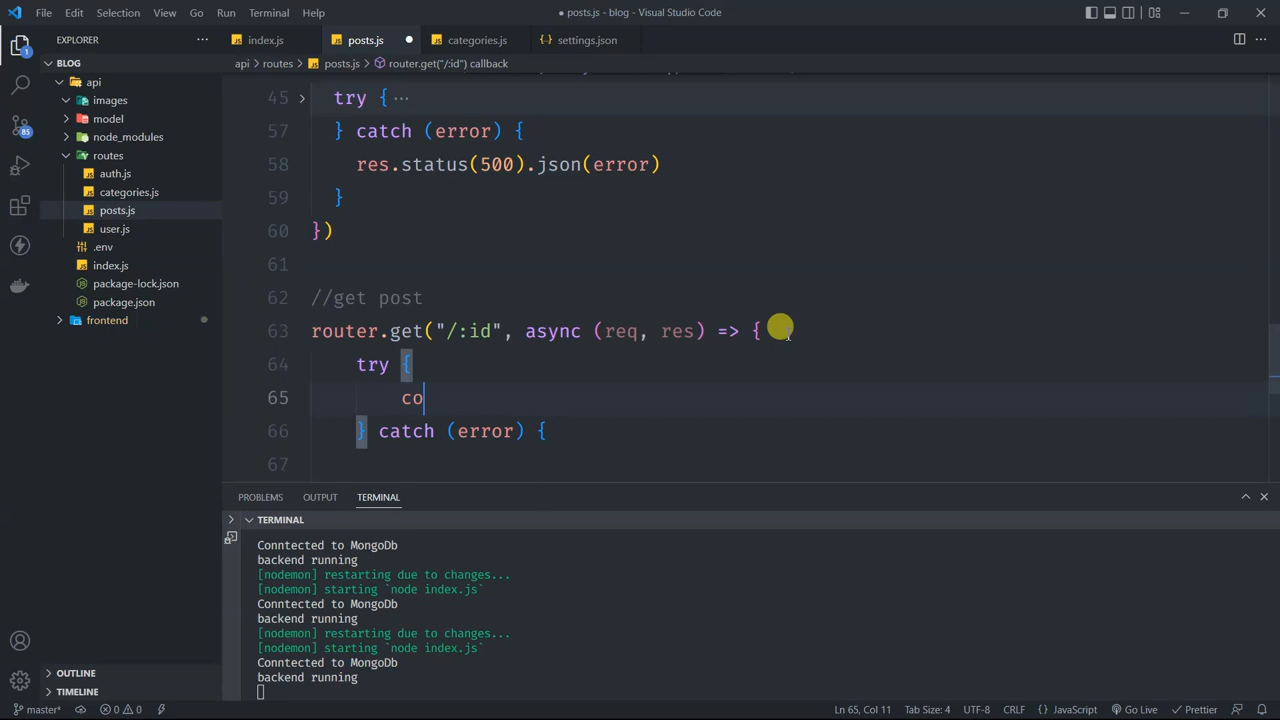 File Edit Selection View Go Run Terminal Help
● posts.js - blog - Visual Studio Code
EXPLORER
index.js
posts.js
categories.js
settings.json
BLOG
api > routes > posts.js > router.get("/:id") callback
api
images
model
node_modules
routes
auth.js
categories.js
posts.js
user.js
.env
index.js
package-lock.json
package.json
frontend
1
85
45 try { ...
57 } catch (error) {
58 res.status(500).json(error)
59 }
60 })
61
62 //get post
63 router.get("/:id", async (req, res) => {
64 try {
65 co
66 } catch (error) {
67
PROBLEMS OUTPUT TERMINAL
TERMINAL
Conntected to MongoDb
backend running
[nodemon] restarting due to changes...
[nodemon] starting `node index.js`
Conntected to MongoDb
backend running
[nodemon] restarting due to changes...
[nodemon] starting `node index.js`
Conntected to MongoDb
backend running
OUTLINE
TIMELINE
master* 0 0 Ln 65, Col 11 Tab Size: 4 UTF-8 CRLF JavaScript Go Live Prettier